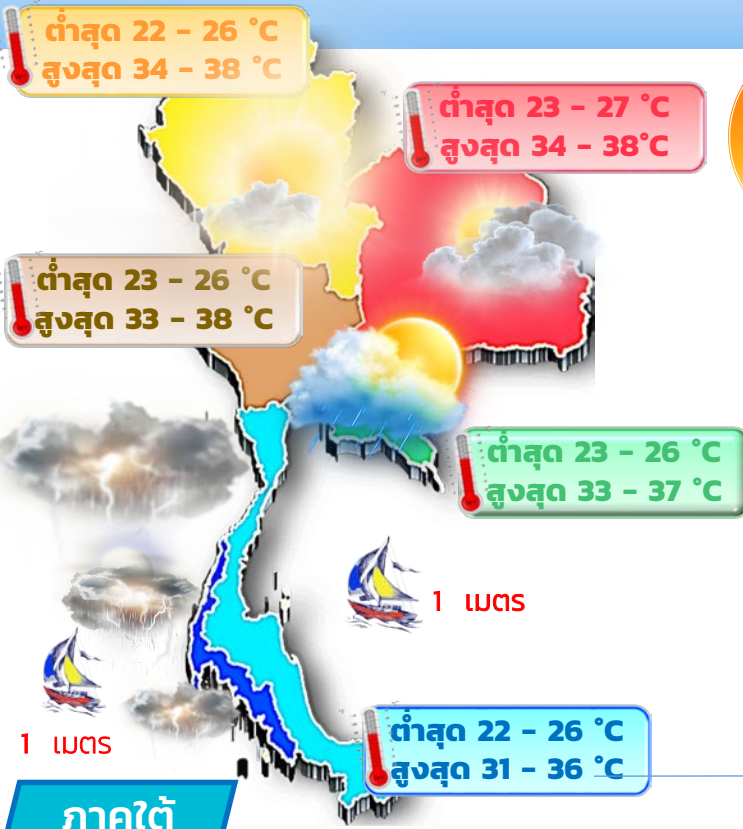 ต่ำสุด 22 - 26 °C
สูงสุด 34 - 38 °C
ต่ำสุด 23 - 27 °C
สูงสุด 34 - 38°C
ต่ำสุด 23 - 26 °C
สูงสุด 33 - 38 °C
ต่ำสุด 23 - 26 °C
สูงสุด 33 - 37 °C
1 เมตร
1 เมตร
ต่ำสุด 22 - 26 °C
สูงสุด 31 - 36 °C
ภาคใต้